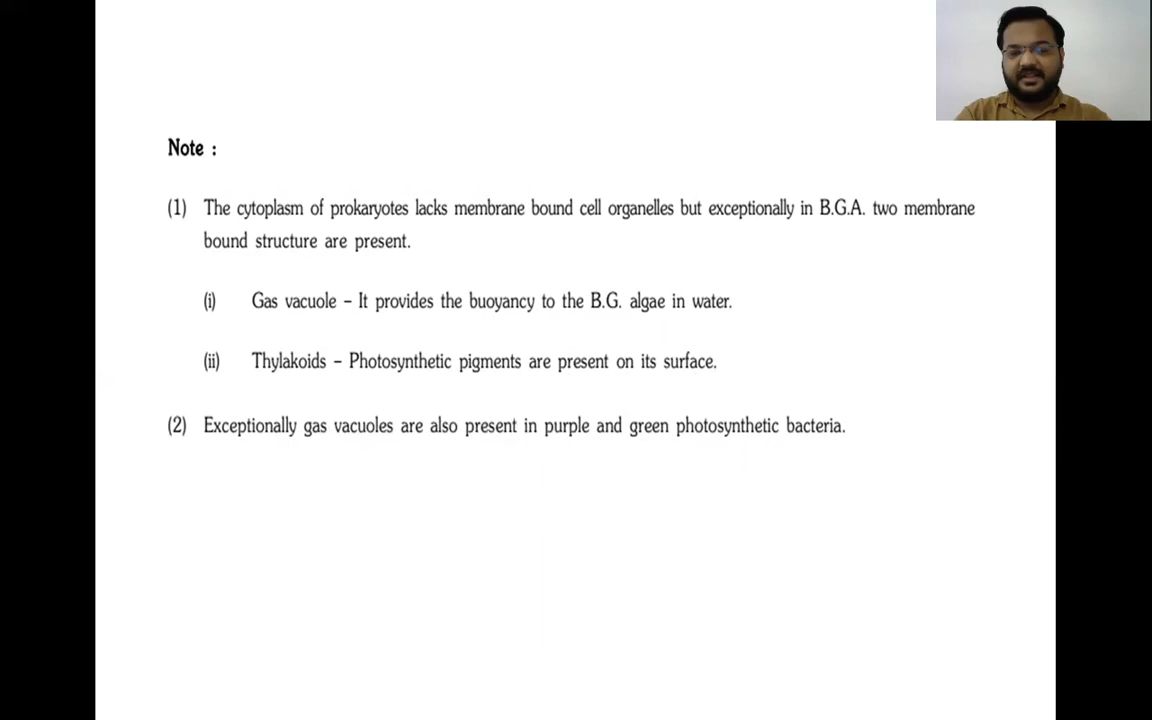 Note :
(1) The cytoplasm of prokaryotes lacks membrane bound cell organelles but exceptionally in B.G.A. two membrane
bound structure are present.
(i) Gas vacuole – It provides the buoyancy to the B.G. algae in water.
(ii) Thylakoids – Photosynthetic pigments are present on its surface.
(2) Exceptionally gas vacuoles are also present in purple and green photosynthetic bacteria.